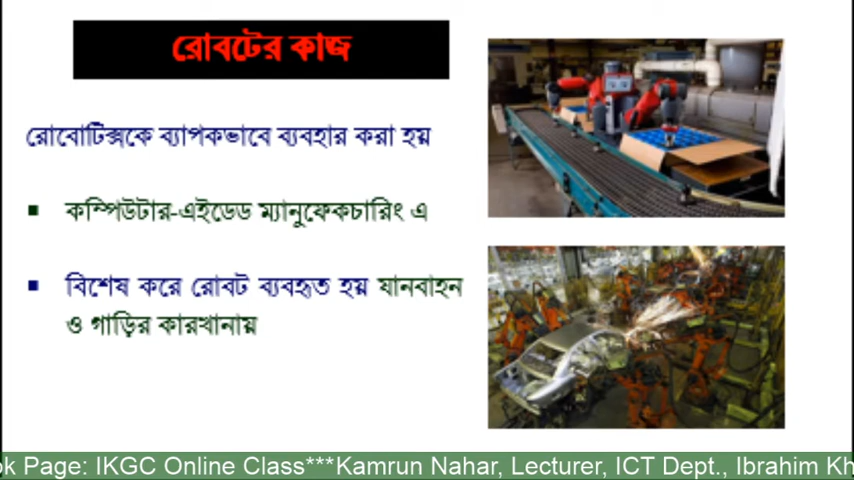 রোবটের কাজ
রোবোটিক্সকে ব্যাপকভাবে ব্যবহার করা হয়
কম্পিউটার-এইডেড ম্যানুফেকচারিং এ
বিশেষ করে রোবট ব্যবহৃত হয় যানবাহন
ও গাড়ির কারখানায়
ok Page: IKGC Online Class***Kamrun Nahar, Lecturer, ICT Dept., Ibrahim Kh